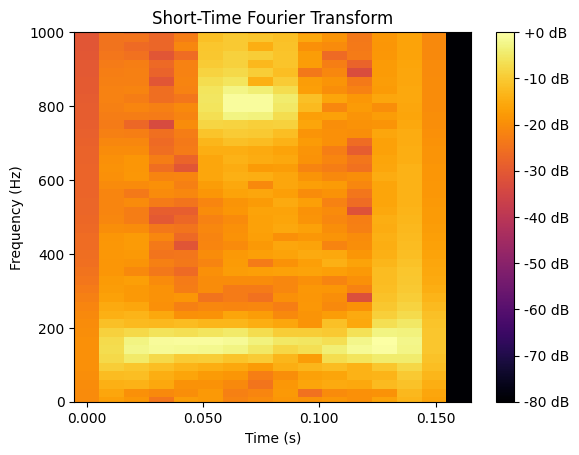 Short-Time Fourier Transform
1000
800
600
400
200
0
Frequency (Hz)
0.000
0.050
0.100
0.150
Time (s)
+0 dB
-10 dB
-20 dB
-30 dB
-40 dB
-50 dB
-60 dB
-70 dB
-80 dB